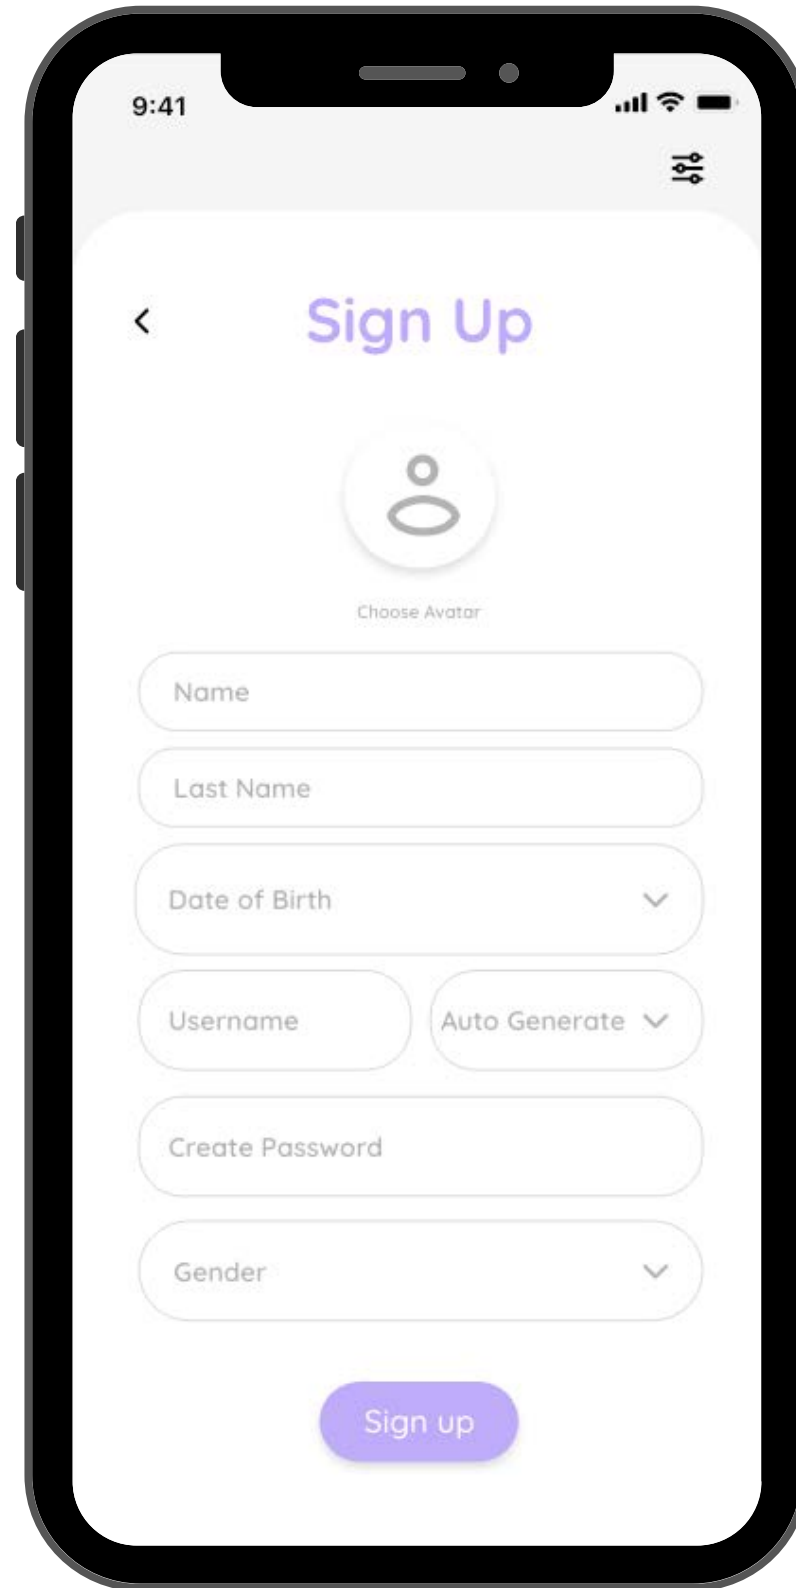 9:41
Sign Up
Choose Avatar
Name
Last Name
Date of Birth
Username
Auto Generate
Create Password
Gender
Sign up